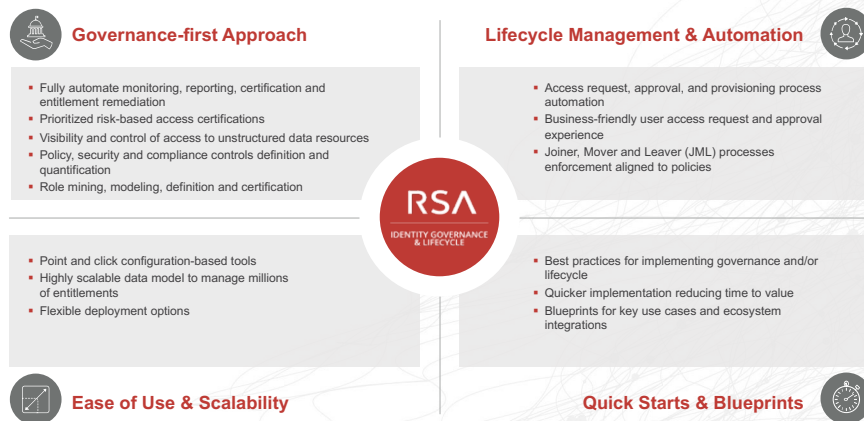 Governance-first Approach
▪ Fully automate monitoring, reporting, certification and
entitlement remediation
▪ Prioritized risk-based access certifications
▪ Visibility and control of access to unstructured data resources
▪ Policy, security and compliance controls definition and
quantification
▪ Role mining, modeling, definition and certification
Lifecycle Management & Automation
▪ Access request, approval, and provisioning process
automation
▪ Business-friendly user access request and approval
experience
▪ Joiner, Mover and Leaver (JML) processes
enforcement aligned to policies
RSA
IDENTITY GOVERNANCE
& LIFECYCLE
▪ Point and click configuration-based tools
▪ Highly scalable data model to manage millions
of entitlements
▪ Flexible deployment options
Ease of Use & Scalability
▪ Best practices for implementing governance and/or
lifecycle
▪ Quicker implementation reducing time to value
▪ Blueprints for key use cases and ecosystem
integrations
Quick Starts & Blueprints